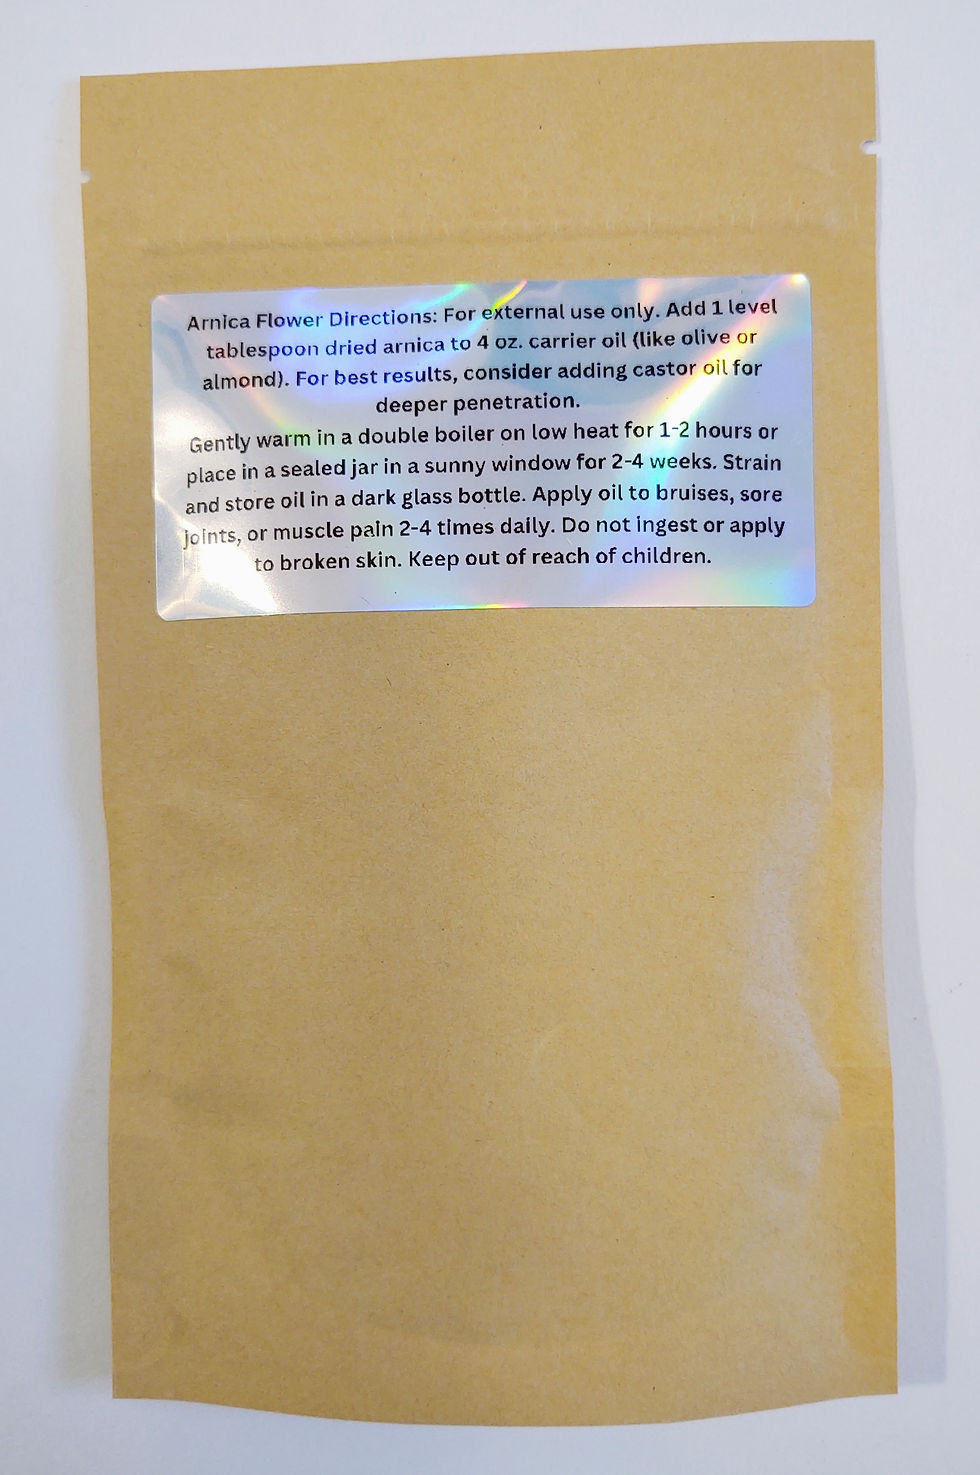 Arnica Flower Directions: For external use only. Add 1 level
tablespoon dried arnica to 4 oz. carrier oil (like olive or
almond). For best results, consider adding castor oil for
deeper penetration.
Gently warm in a double boiler on low heat for 1-2 hours or
place in a sealed jar in a sunny window for 2-4 weeks. Strain
and store oil in a dark glass bottle. Apply oil to bruises, sore
joints, or muscle pain 2-4 times daily. Do not ingest or apply
to broken skin. Keep out of reach of children.